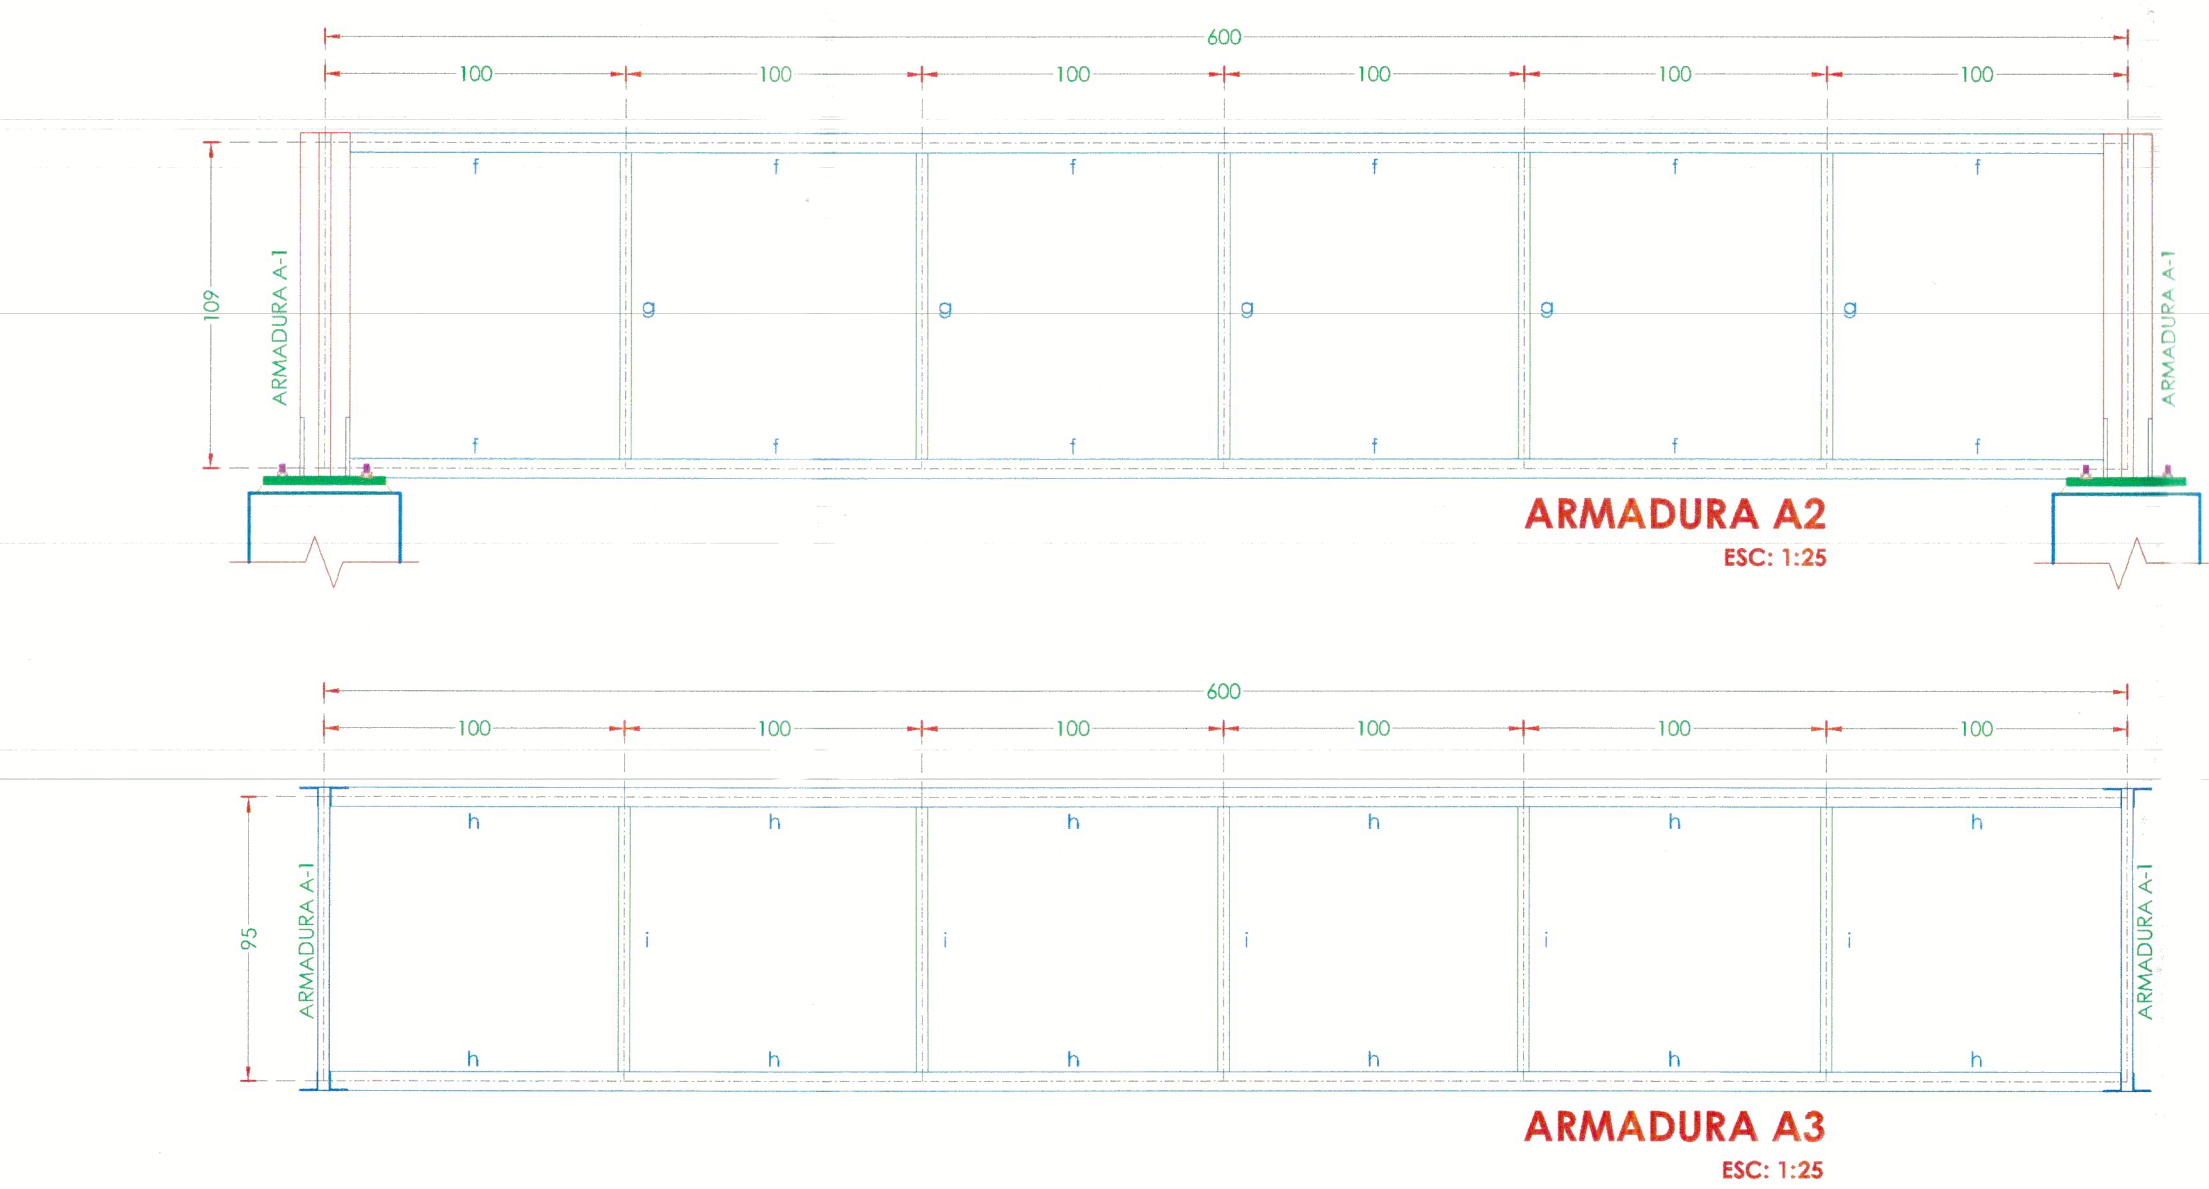 600
100 100 100 100 100 100
f f f f f f
ARMADURA A-1
109
g g g g g
ARMADURA A-1
f f f f f f
ARMADURA A2
ESC: 1:25
600
100 100 100 100 100 100
h h h h h h
ARMADURA A-1
95
i i i i i
ARMADURA A-1
h h h h h h
ARMADURA A3
ESC: 1:25